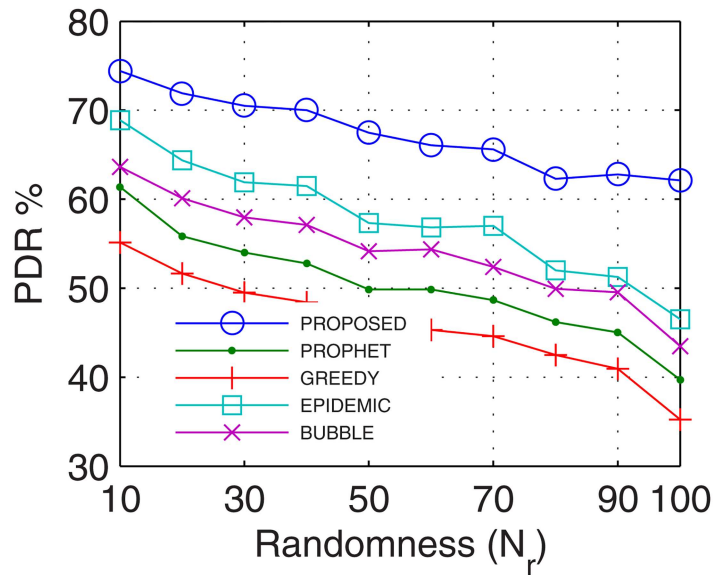 80
70
60
50
40
30
PDR %
PROPOSED
PROPHET
GREEDY
EPIDEMIC
BUBBLE
10 30 50 70 90 100
Randomness (N_r)